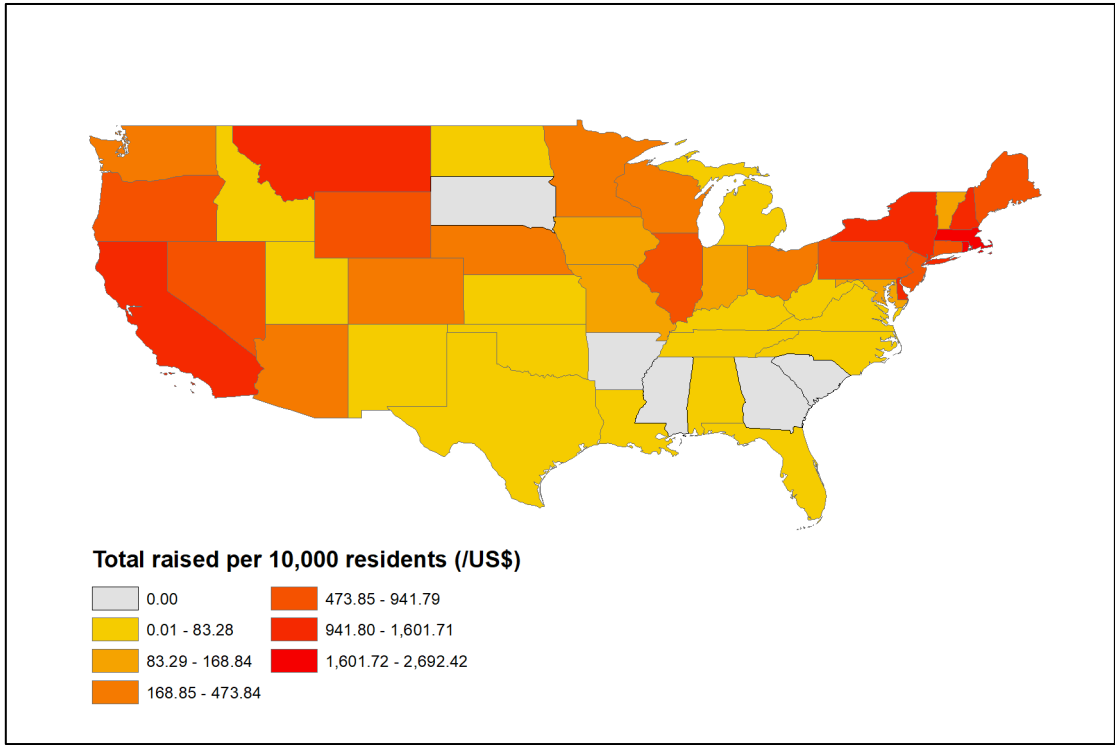 Total raised per 10,000 residents (/US$)
0.00
0.01 - 83.28
83.29 - 168.84
168.85 - 473.84
473.85 - 941.79
941.80 - 1,601.71
1,601.72 - 2,692.42